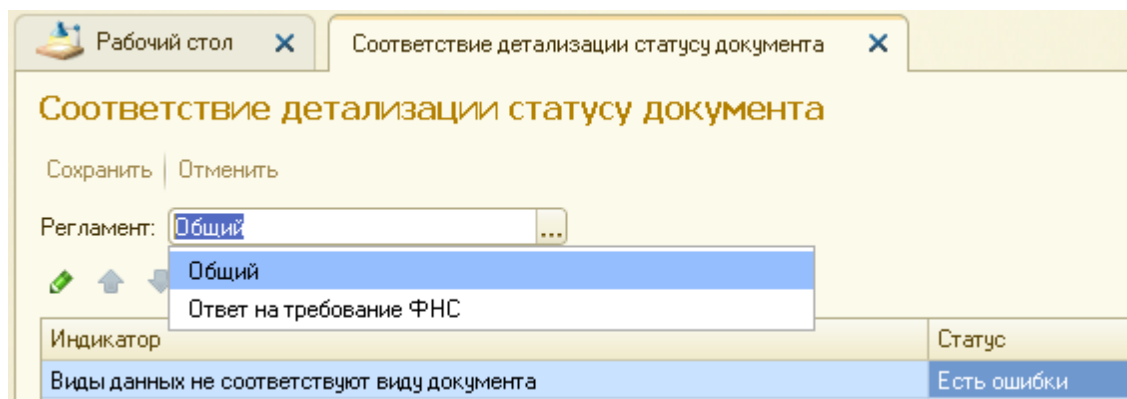 Рабочий стол
Соответствие детализации статусу документа
Соответствие детализации статусу документа
Сохранить Отменить
Регламент: Общий ...
Общий
Ответ на требование ФНС
Индикатор Статус
Виды данных не соответствуют виду документа Есть ошибки